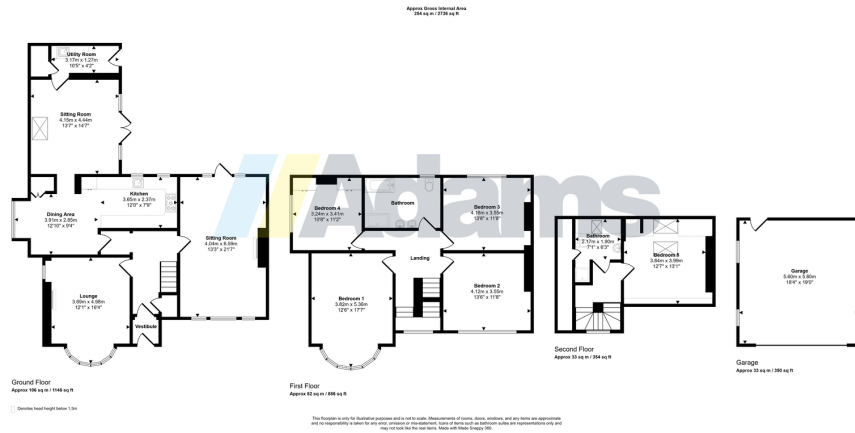 Approx Gross Internal Area
254 sq m / 2736 sq ft
Utility Room
3.17m x 1.27m
10'5" x 4'2"
Sitting Room
4.15m x 4.44m
13'7" x 14'7"
Kitchen
3.65m x 2.37m
12'0" x 7'9"
Dining Area
3.91m x 2.85m
12'10" x 9'4"
Sitting Room
4.04m x 6.59m
13'3" x 21'7"
Lounge
3.69m x 4.98m
12'1" x 16'4"
Vestibule
Ground Floor
Approx 106 sq m / 1146 sq ft
Denotes head height below 1.5m
Adams
Bedroom 4
3.24m x 3.41m
10'8" x 11'2"
Bathroom
Bedroom 3
4.16m x 3.55m
13'8" x 11'8"
Landing
Bedroom 1
3.82m x 5.36m
12'6" x 17'7"
Bedroom 2
4.12m x 3.55m
13'6" x 11'8"
First Floor
Approx 82 sq m / 886 sq ft
Bathroom
2.17m x 1.90m
7'1" x 6'3"
Bedroom 5
3.84m x 3.99m
12'7" x 13'1"
Second Floor
Approx 33 sq m / 354 sq ft
Garage
5.60m x 5.80m
18'4" x 19'0"
Garage
Approx 33 sq m / 350 sq ft
This floorplan is only for illustrative purposes and is not to scale. Measurements of rooms, doors, windows, and any items are approximate
and no responsibility is taken for any error, omission or mis-statement. Icons of items such as bathroom suites are representations only and
may not look like the real items. Made with Made Snappy 360.